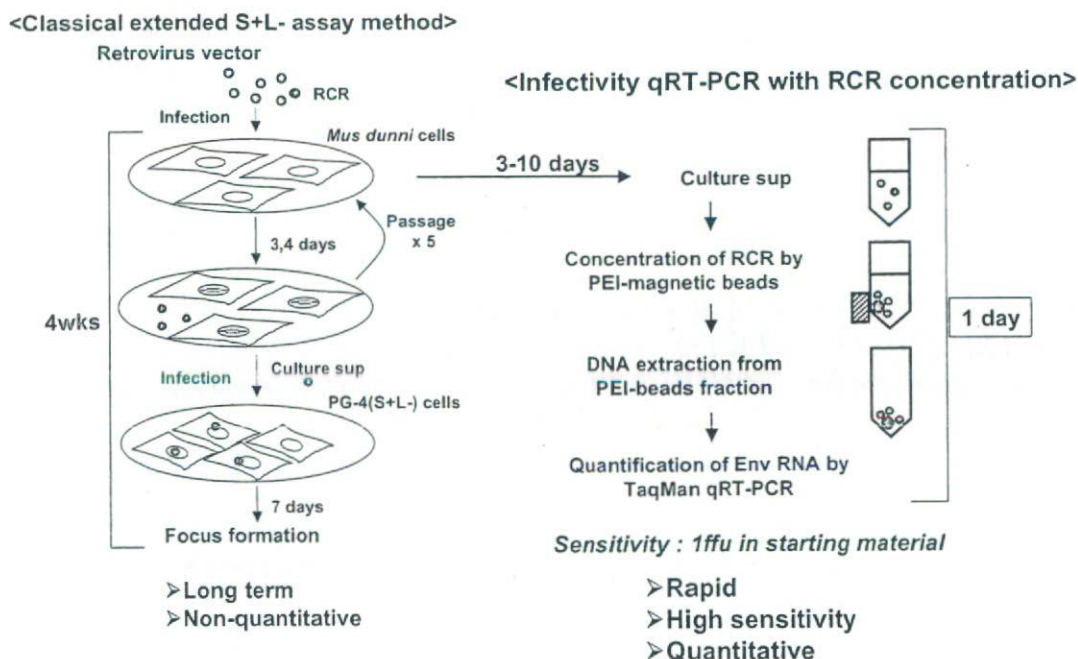 <Classical extended S+L- assay method>
Retrovirus vector
RCR
Infection
Mus dunni cells
3,4 days
Passage
x 5
4wks
Infection
Culture sup
PG-4(S+L-) cells
7 days
Focus formation
➢Long term
➢Non-quantitative
<Infectivity qRT-PCR with RCR concentration>
3-10 days
Culture sup
Concentration of RCR by
PEI-magnetic beads
DNA extraction from
PEI-beads fraction
Quantification of Env RNA by
TaqMan qRT-PCR
1 day
Sensitivity : 1ffu in starting material
➢Rapid
➢High sensitivity
➢Quantitative